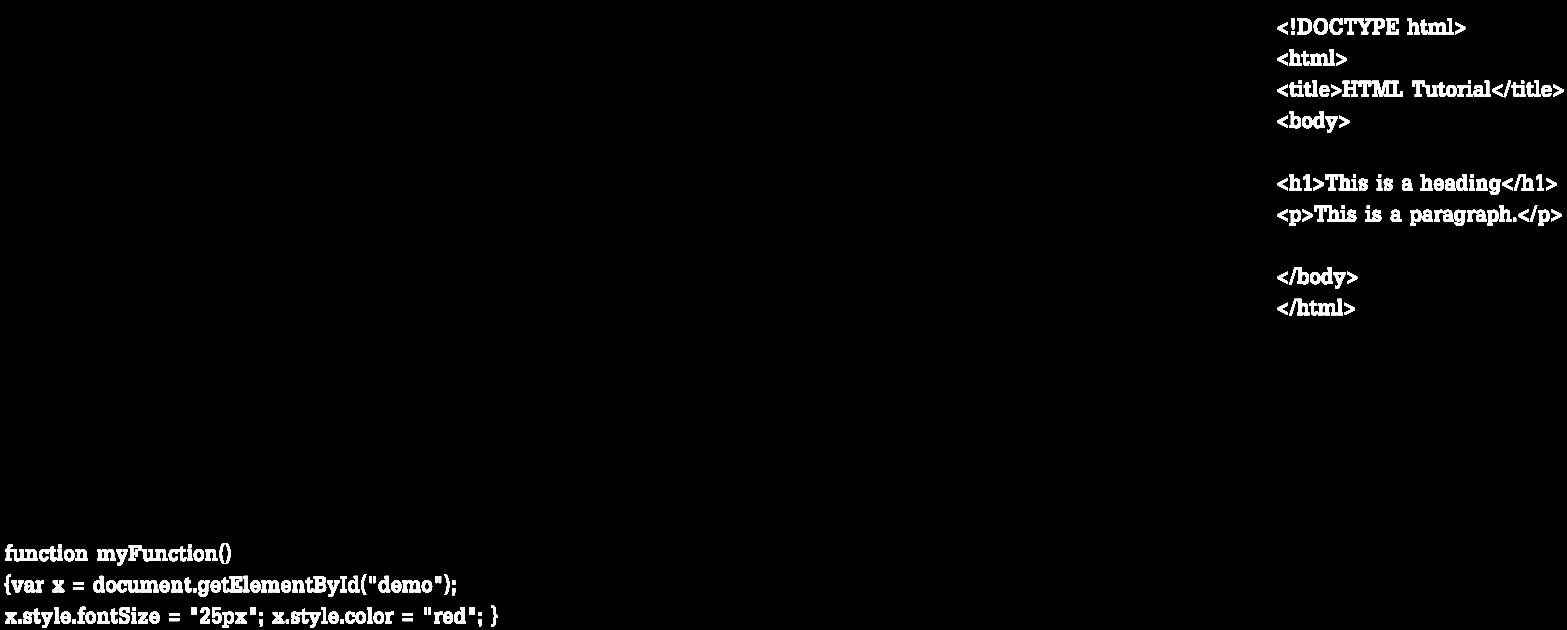 <!DOCTYPE html>
<html>
<title>HTML Tutorial</title>
<body>
<h1>This is a heading</h1>
<p>This is a paragraph.</p>
</body>
</html>
function myFunction()
{var x = document.getElementById("demo");
x.style.fontSize = "25px"; x.style.color = "red"; }